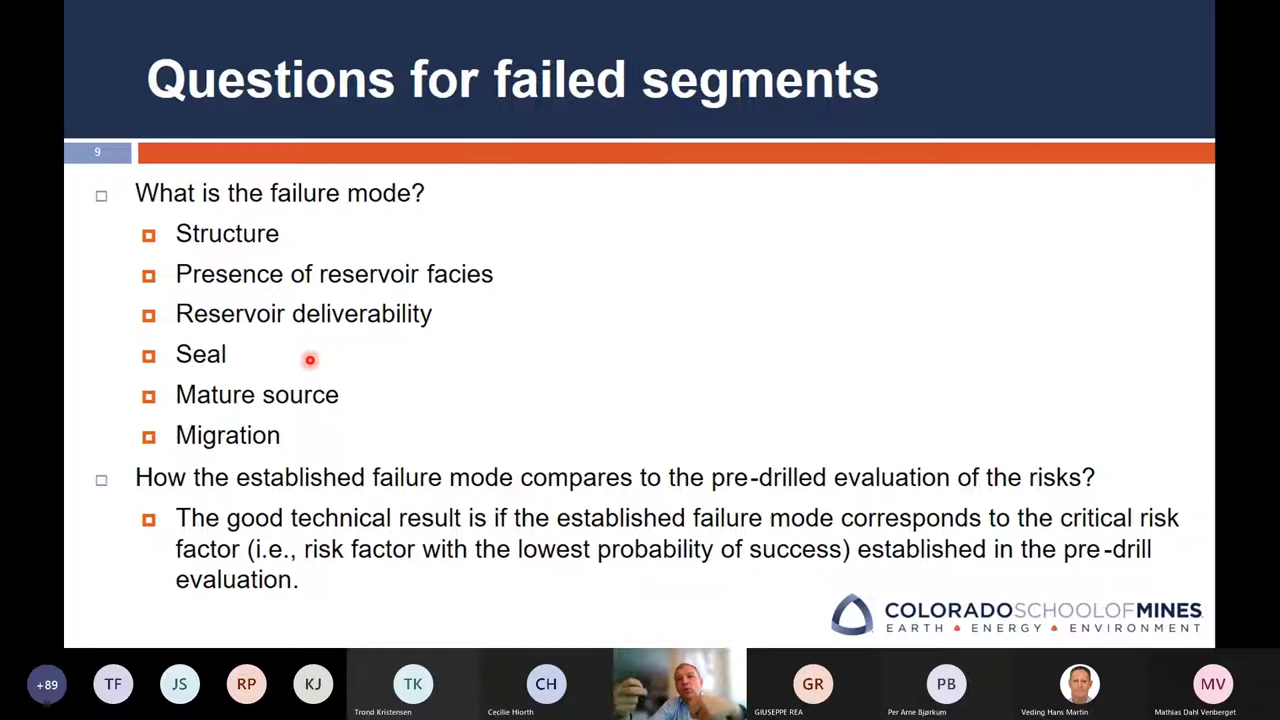 Questions for failed segments
9
What is the failure mode?
Structure
Presence of reservoir facies
Reservoir deliverability
Seal
Mature source
Migration
How the established failure mode compares to the pre-drilled evaluation of the risks?
The good technical result is if the established failure mode corresponds to the critical risk
factor (i.e., risk factor with the lowest probability of success) established in the pre-drill
evaluation.
COLORADOSCHOOLOFMINES
EARTH ENERGY ENVIRONMENT
+89
TF
JS
RP
KJ
TK
CH
GR
PB
MV
Trond Kristensen
Cecilie Hiorth
GIUSEPPE REA
Per Arne Bjørkum
Veding Hans Martin
Mathias Dahl Venberget